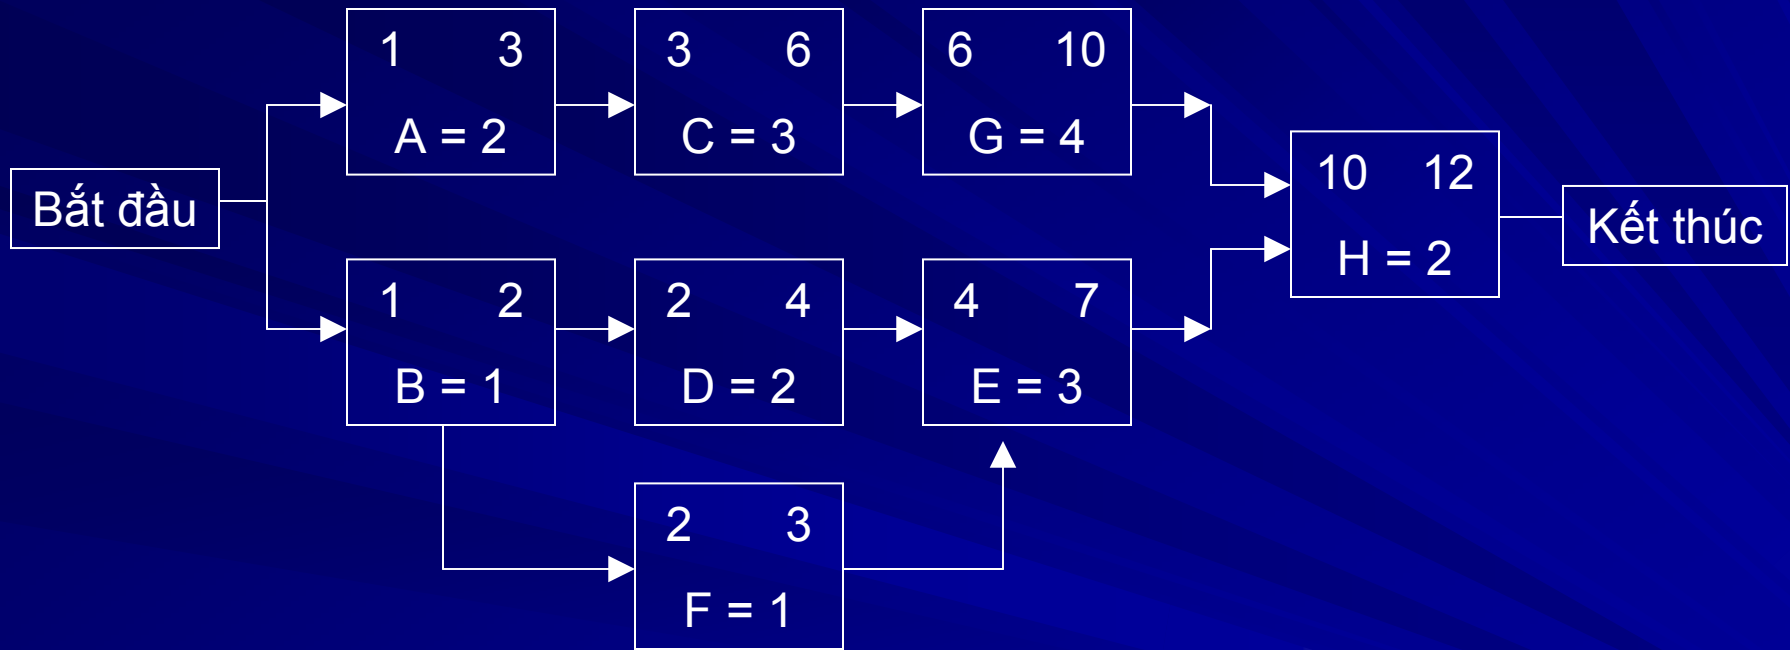 Bắt đầu
1 3
A = 2
3 6
C = 3
6 10
G = 4
1 2
B = 1
2 4
D = 2
4 7
E = 3
2 3
F = 1
10 12
H = 2
Kết thúc